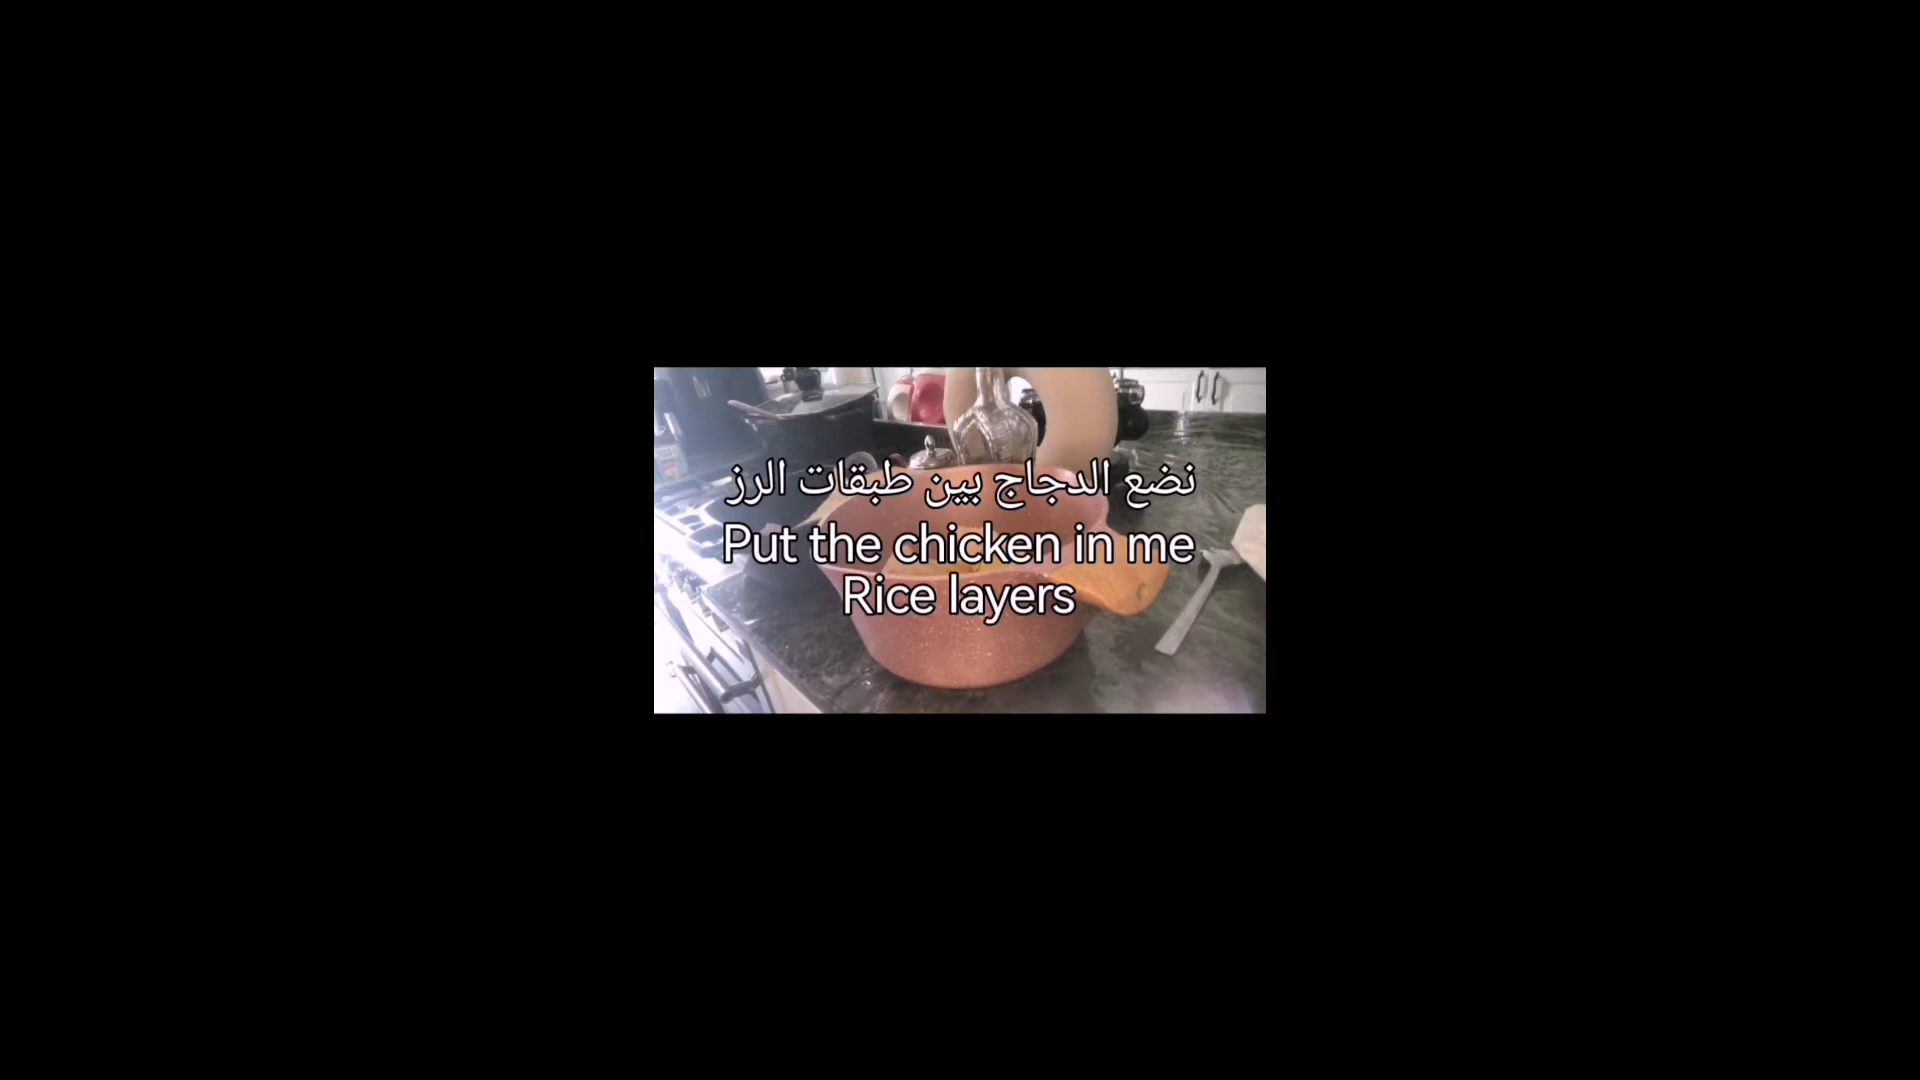 نضع الدجاج بين طبقات الرز
Put the chicken in me
Rice layers